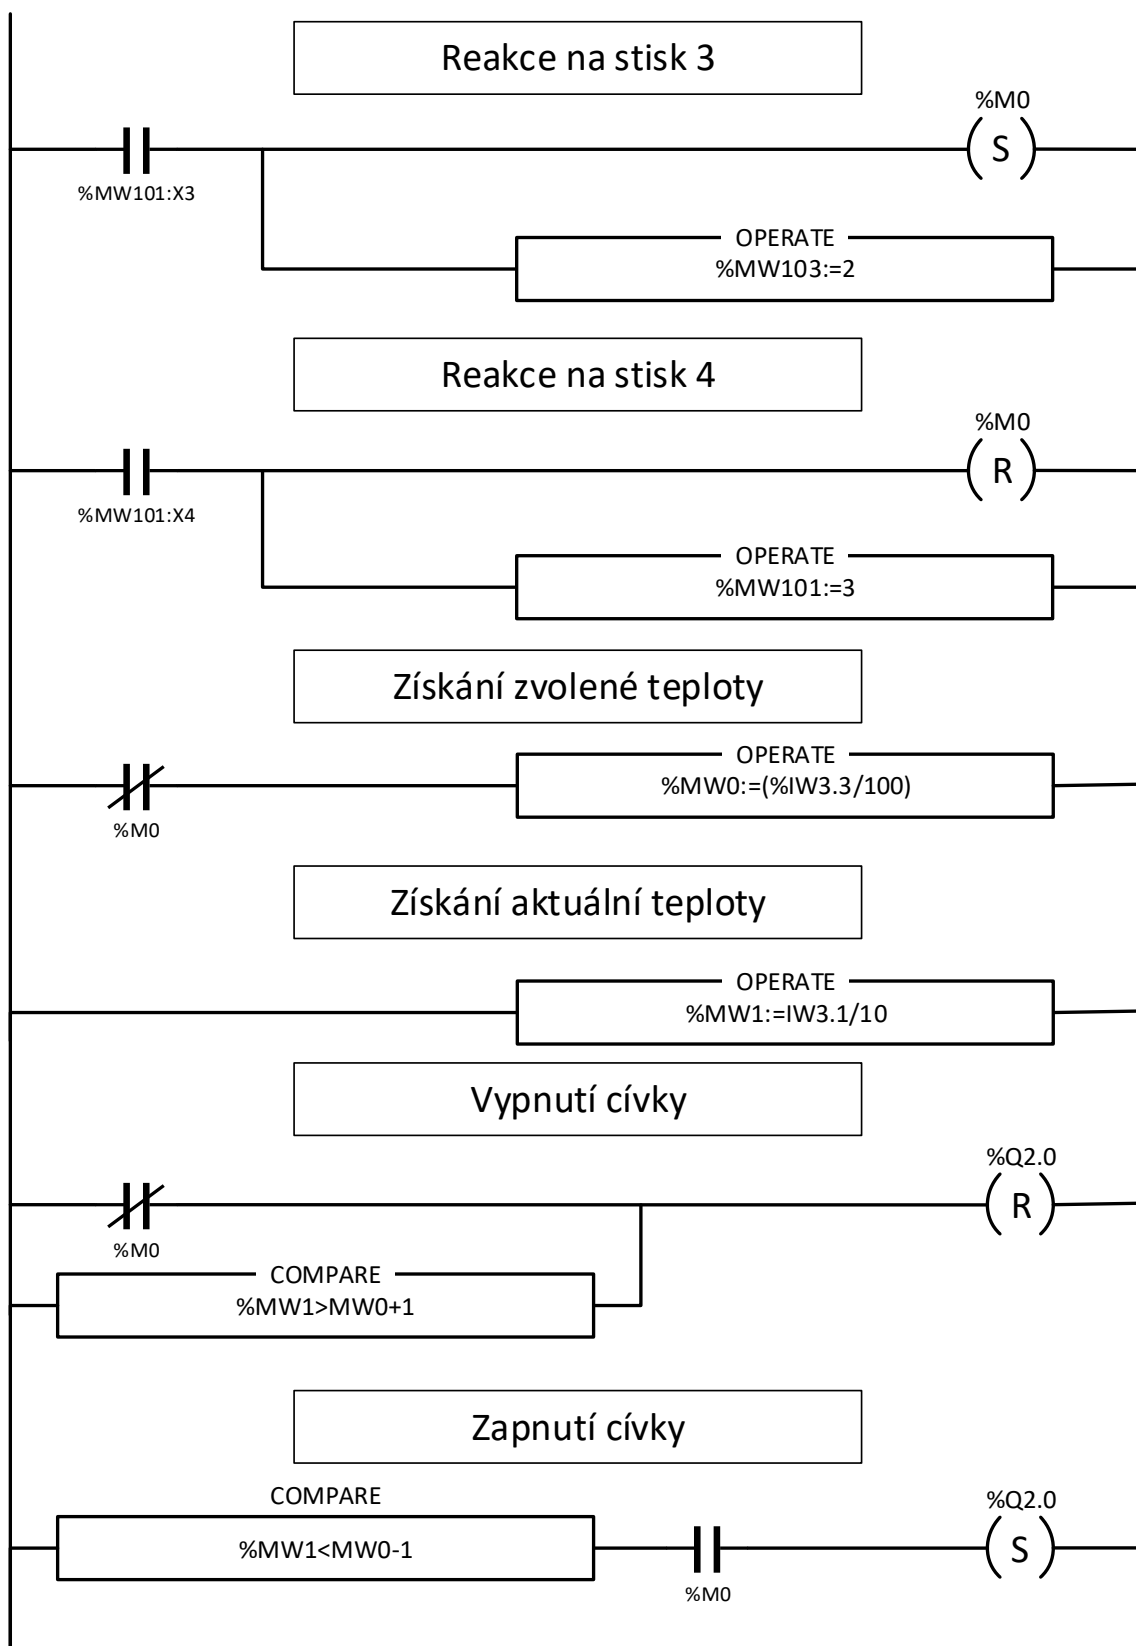 Reakce na stisk 3
%M0
S
%MW101:X3
OPERATE
%MW103:=2
Reakce na stisk 4
%M0
R
%MW101:X4
OPERATE
%MW101:=3
Získání zvolené teploty
OPERATE
%MW0:=(%IW3.3/100)
%M0
Získání aktuální teploty
OPERATE
%MW1:=IW3.1/10
Vypnutí cívky
%Q2.0
R
%M0
COMPARE
%MW1>MW0+1
Zapnutí cívky
COMPARE
%Q2.0
%MW1<MW0-1
S
%M0